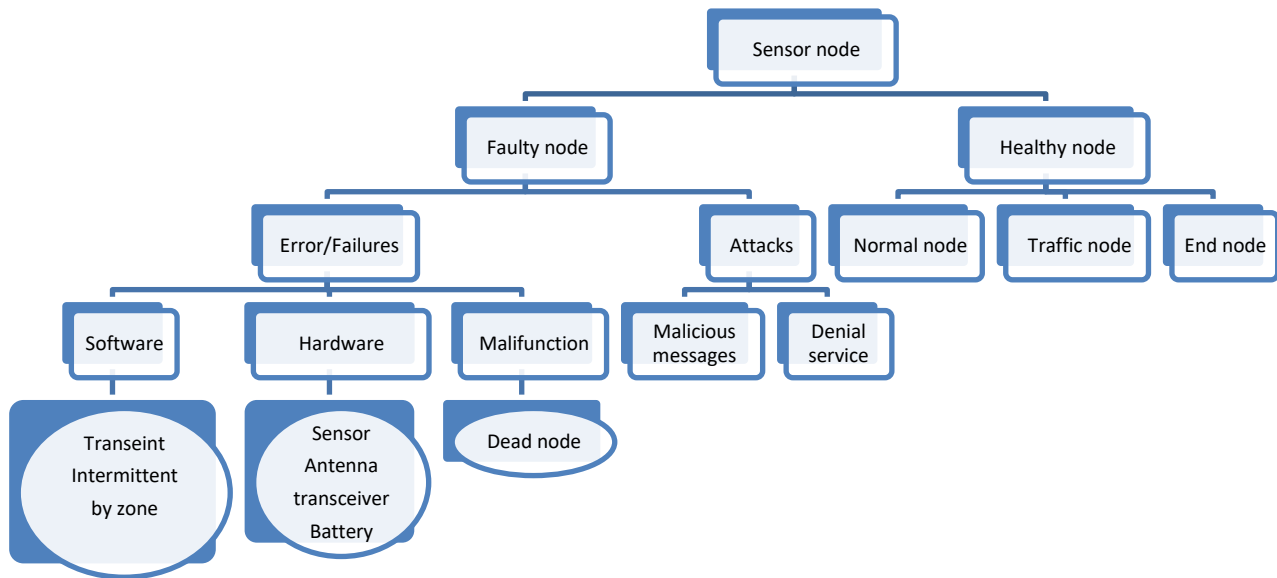 Sensor node
Faulty node
Healthy node
Error/Failures
Attacks
Normal node
Traffic node
End node
Software
Hardware
Malifunction
Malicious
messages
Denial
service
Transeint
Intermittent
by zone
Sensor
Antenna
transceiver
Battery
Dead node